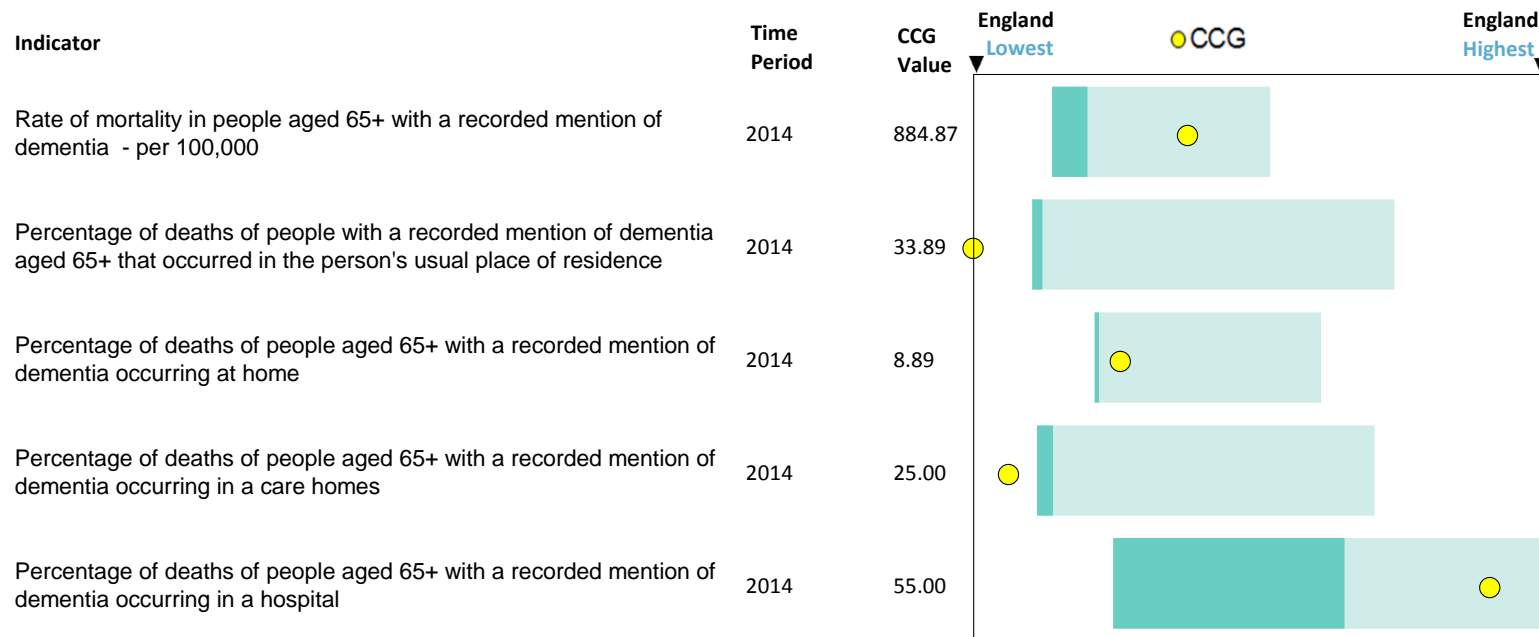 Indicator
Time
Period
CCG
Value
England
Lowest
CCG
England
Highest
Rate of mortality in people aged 65+ with a recorded mention of
dementia - per 100,000
2014
884.87
Percentage of deaths of people with a recorded mention of dementia
aged 65+ that occurred in the person's usual place of residence
2014
33.89
Percentage of deaths of people aged 65+ with a recorded mention of
dementia occurring at home
2014
8.89
Percentage of deaths of people aged 65+ with a recorded mention of
dementia occurring in a care homes
2014
25.00
Percentage of deaths of people aged 65+ with a recorded mention of
dementia occurring in a hospital
2014
55.00